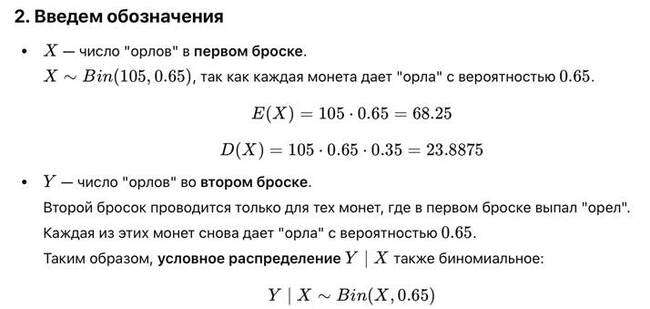 2. Введем обозначения
• X — число "орлов" в первом броске.
X ∼ Bin(105, 0.65), так как каждая монета дает "орла" с вероятностью 0.65.
E(X) = 105 · 0.65 = 68.25
D(X) = 105 · 0.65 · 0.35 = 23.8875
• Y — число "орлов" во втором броске.
Второй бросок проводится только для тех монет, где в первом броске выпал "орел".
Каждая из этих монет снова дает "орла" с вероятностью 0.65.
Таким образом, условное распределение Y | X также биномиальное:
Y | X ∼ Bin(X, 0.65)